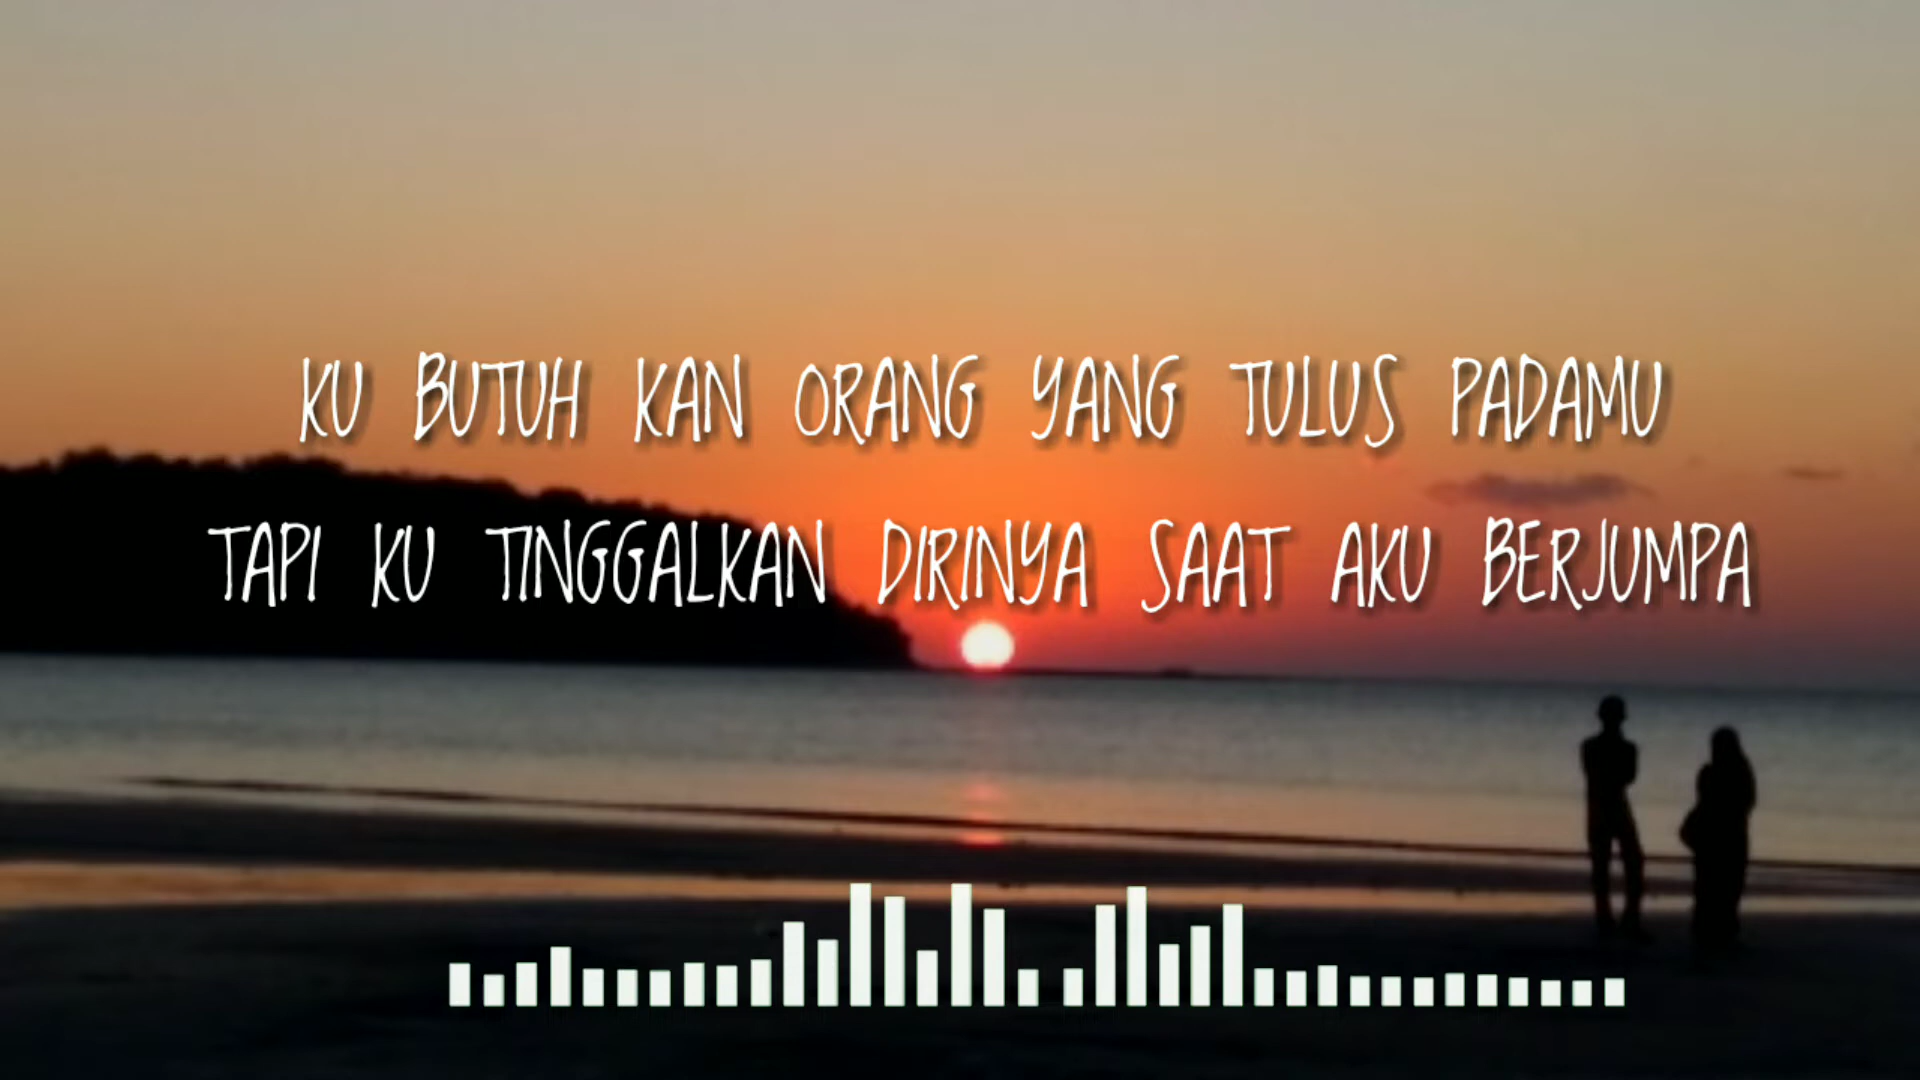 KU BUTUH KAN ORANG YANG TULUS PADAMU
TAPI KU TINGGALKAN DIRINYA SAAT AKU BERJUMPA